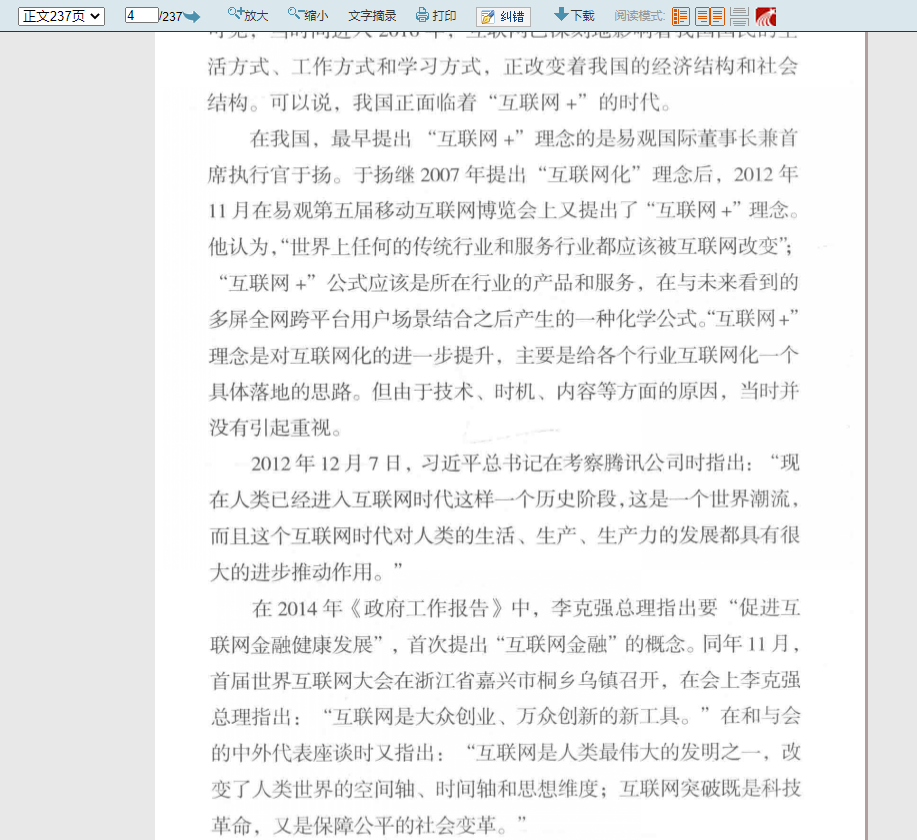 正文237页
4
/237
放大
缩小
文字摘录
打印
纠错
下载
阅读模式:
活方式、工作方式和学习方式，正改变着我国的经济结构和社会
结构。可以说，我国正面临着“互联网+”的时代。
在我国，最早提出“互联网+”理念的是易观国际董事长兼首
席执行官于扬。于扬继2007年提出“互联网化”理念后，2012年
11月在易观第五届移动互联网博览会上又提出了“互联网+”理念。
他认为，“世界上任何的传统行业和服务行业都应该被互联网改变”；
“互联网+”公式应该是所在行业的产品和服务，在与未来看到的
多屏全网跨平台用户场景结合之后产生的一种化学公式。“互联网+”
理念是对互联网化的进一步提升，主要是给各个行业互联网化一个
具体落地的思路。但由于技术、时机、内容等方面的原因，当时并
没有引起重视。
2012年12月7日，习近平总书记在考察腾讯公司时指出：“现
在人类已经进入互联网时代这样一个历史阶段，这是一个世界潮流，
而且这个互联网时代对人类的生活、生产、生产力的发展都具有很
大的进步推动作用。”
在2014年《政府工作报告》中，李克强总理指出要“促进互
联网金融健康发展”，首次提出“互联网金融”的概念。同年11月，
首届世界互联网大会在浙江省嘉兴市桐乡乌镇召开，在会上李克强
总理指出：“互联网是大众创业、万众创新的新工具。”在和与会
的中外代表座谈时又指出：“互联网是人类最伟大的发明之一，改
变了人类世界的空间轴、时间轴和思想维度；互联网突破既是科技
革命，又是保障公平的社会变革。”